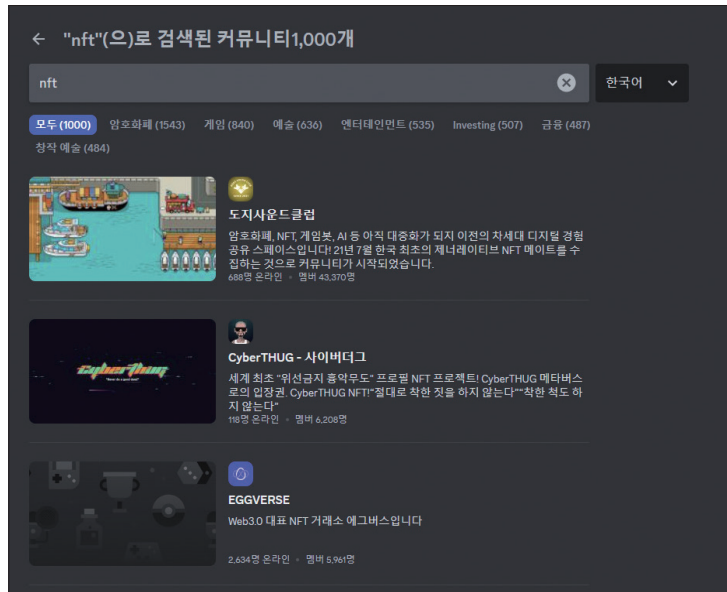 "nft"(으)로 검색된 커뮤니티1,000개
nft
한국어
모두 (1000) 암호화폐 (1543) 게임 (840) 예술 (636) 엔터테인먼트 (535) Investing (507) 금융 (487)
창작 예술 (484)
도지사운드클럽
암호화폐, NFT, 게임봇, AI 등 아직 대중화가 되지 이전의 차세대 디지털 경험
공유 스페이스입니다! 21년 7월 한국 최초의 제너레이티브 NFT 메이트를 수
집하는 것으로 커뮤니티가 시작되었습니다.
688명 온라인 • 멤버 43,370명
Cyberthug
CyberTHUG - 사이버더그
세계 최초 "위선금지 흉악무도" 프로필 NFT 프로젝트! CyberTHUG 메타버스
로의 입장권. CyberTHUG NFT!"절대로 착한 짓을 하지 않는다""착한 척도 하
지 않는다"
118명 온라인 • 멤버 6,208명
EGGVERSE
Web3.0 대표 NFT 거래소 에그버스입니다
2,634명 온라인 • 멤버 5,961명